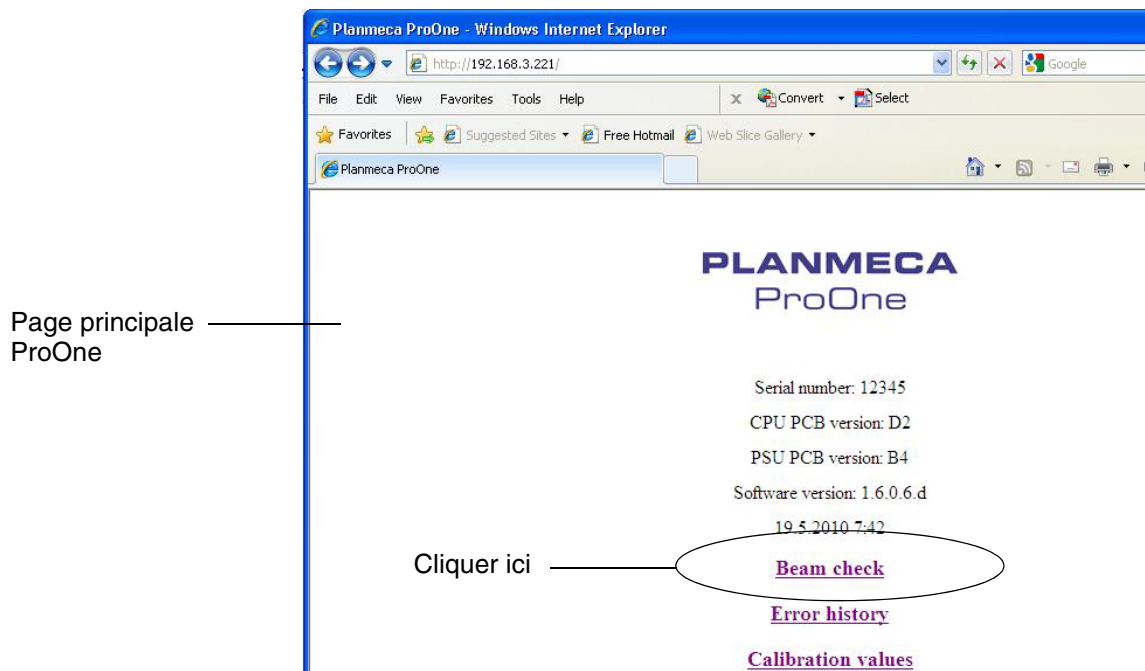 Planmeca ProOne - Windows Internet Explorer
http://192.168.3.221/
Google
File Edit View Favorites Tools Help
x Convert Select
Favorites Suggested Sites Free Hotmail Web Slice Gallery
Planmeca ProOne
PLANMECA
ProOne
Page principale
ProOne
Serial number: 12345
CPU PCB version: D2
PSU PCB version: B4
Software version: 1.6.0.6.d
19.5.2010 7:42
Cliquer ici
Beam check
Error history
Calibration values